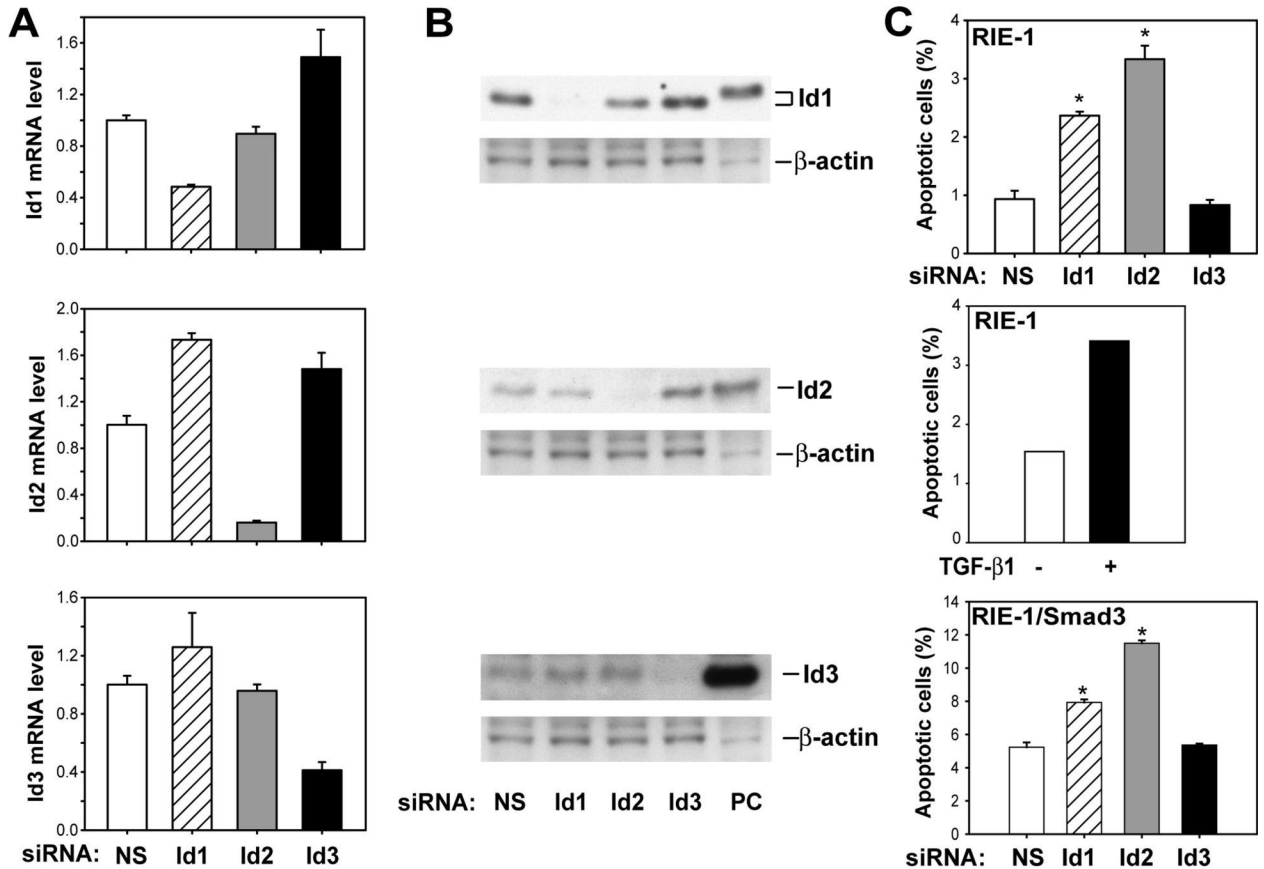 A
Id1 mRNA level
1.6
1.2
0.8
0.4
0.0
Id2 mRNA level
2.0
1.6
1.2
0.8
0.4
0.0
Id3 mRNA level
1.6
1.2
0.8
0.4
0.0
siRNA: NS Id1 Id2 Id3
B
Id1
β-actin
Id2
β-actin
Id3
β-actin
siRNA: NS Id1 Id2 Id3 PC
C
RIE-1
Apoptotic cells (%)
4
3
2
1
0
* *
siRNA: NS Id1 Id2 Id3
RIE-1
Apoptotic cells (%)
4
3
2
1
0
TGF-β1 - +
RIE-1/Smad3
Apoptotic cells (%)
14
12
10
8
6
4
2
0
* *
siRNA: NS Id1 Id2 Id3